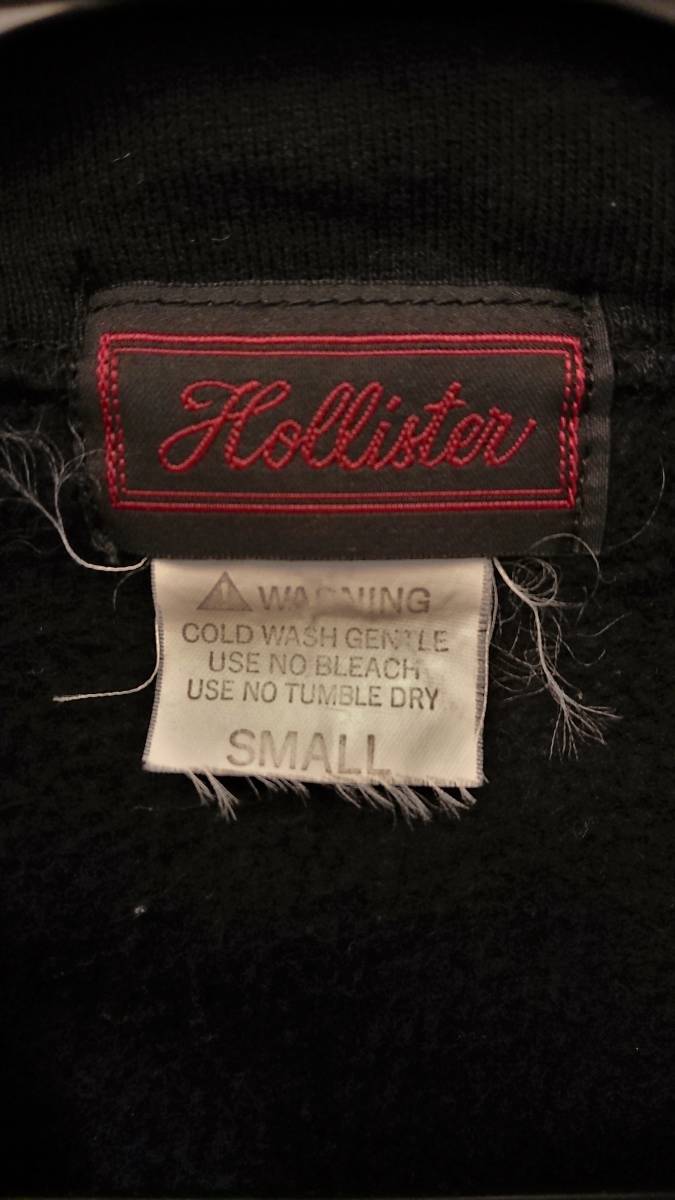 Hollister
WARNING
COLD WASH GENTLE
USE NO BLEACH
USE NO TUMBLE DRY
SMALL